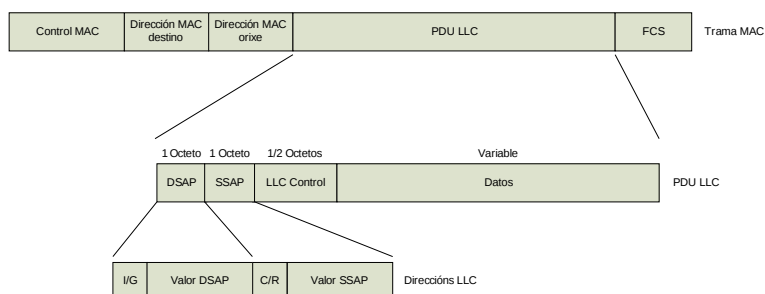 Control MAC
Dirección MAC
destino
Dirección MAC
orixe
PDU LLC
FCS
Trama MAC
1 Octeto
1 Octeto
1/2 Octetos
Variable
DSAP
SSAP
LLC Control
Datos
PDU LLC
I/G
Valor DSAP
C/R
Valor SSAP
Direccións LLC